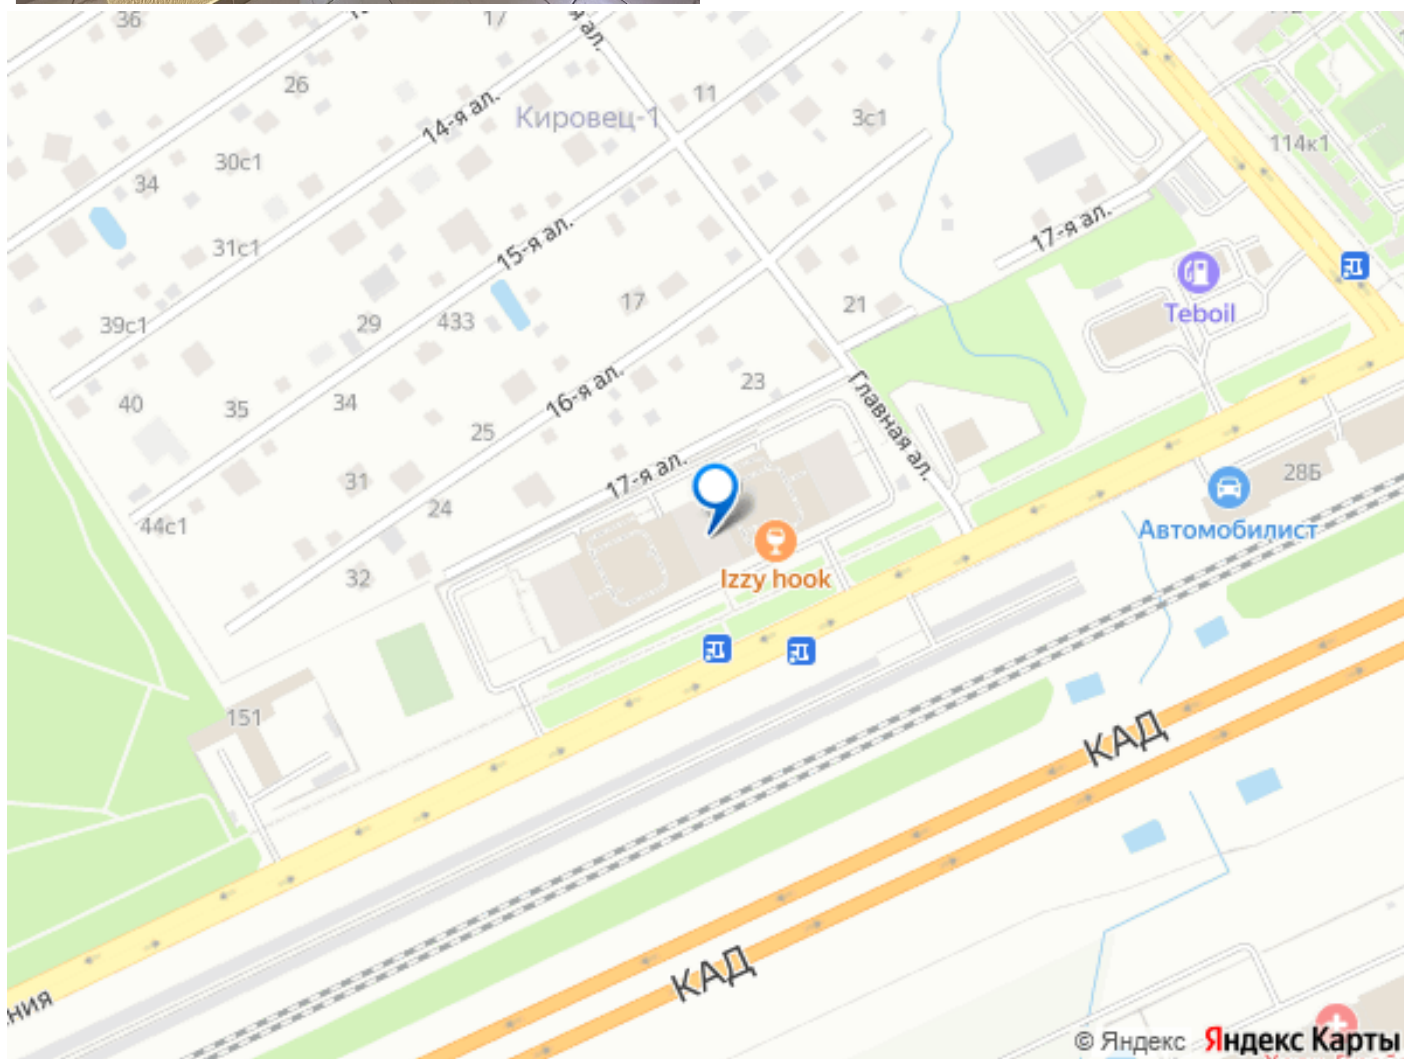 36
17
я ал.
26
14-я ал.
11
Кировец-1
3с1
114к1
30с1
34
31с1
15-я ал.
17-я ал.
Teboil
39с1
29
433
17
21
40
35
34
16-я ал.
23
Главная ал.
25
31
17-я ал.
24
44с1
32
Izzy hook
28Б
Автомобилист
151
КАД
КАД
ния
© Яндекс Яндекс Карты